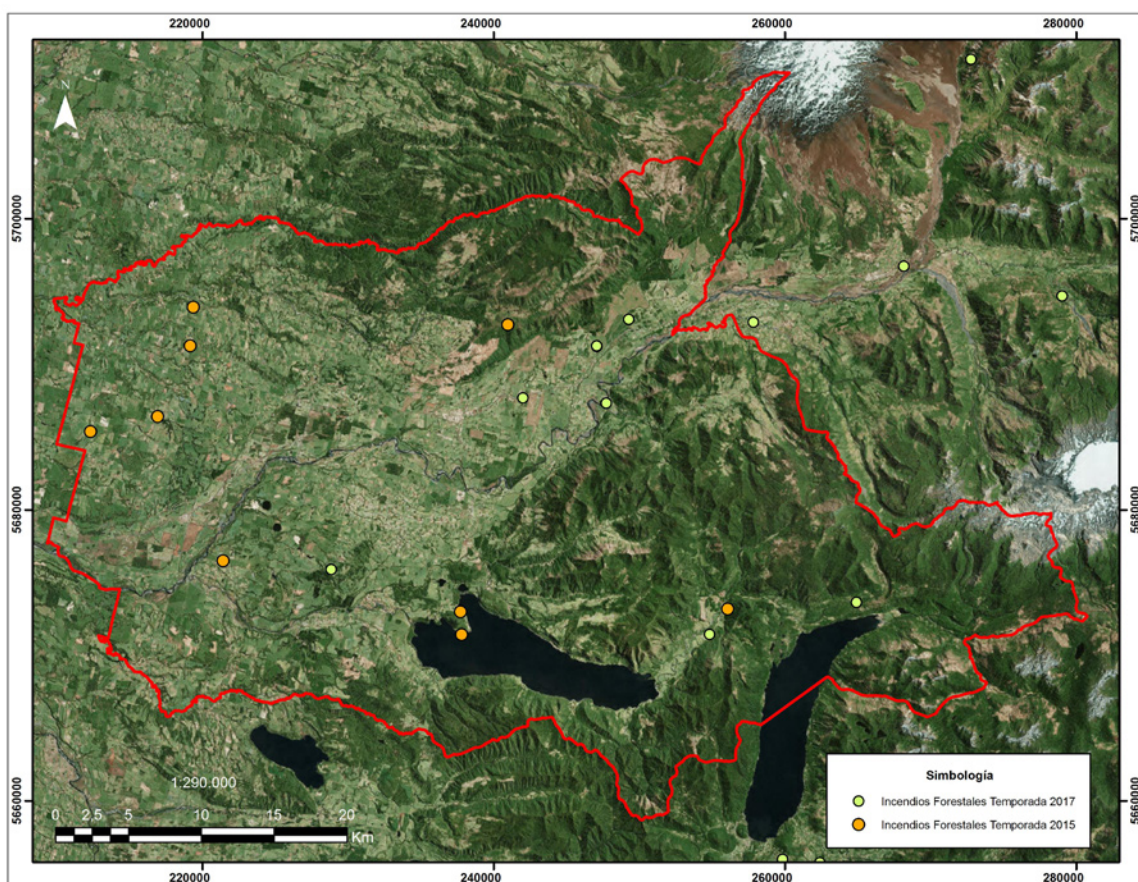 220000 240000 260000 280000
N
5700000 5700000
5680000 5680000
5660000 5660000
1:290.000
0 2.5 5 10 15 20
Km
Simbología
Incendios Forestales Temporada 2017
Incendios Forestales Temporada 2015
220000 240000 260000 280000